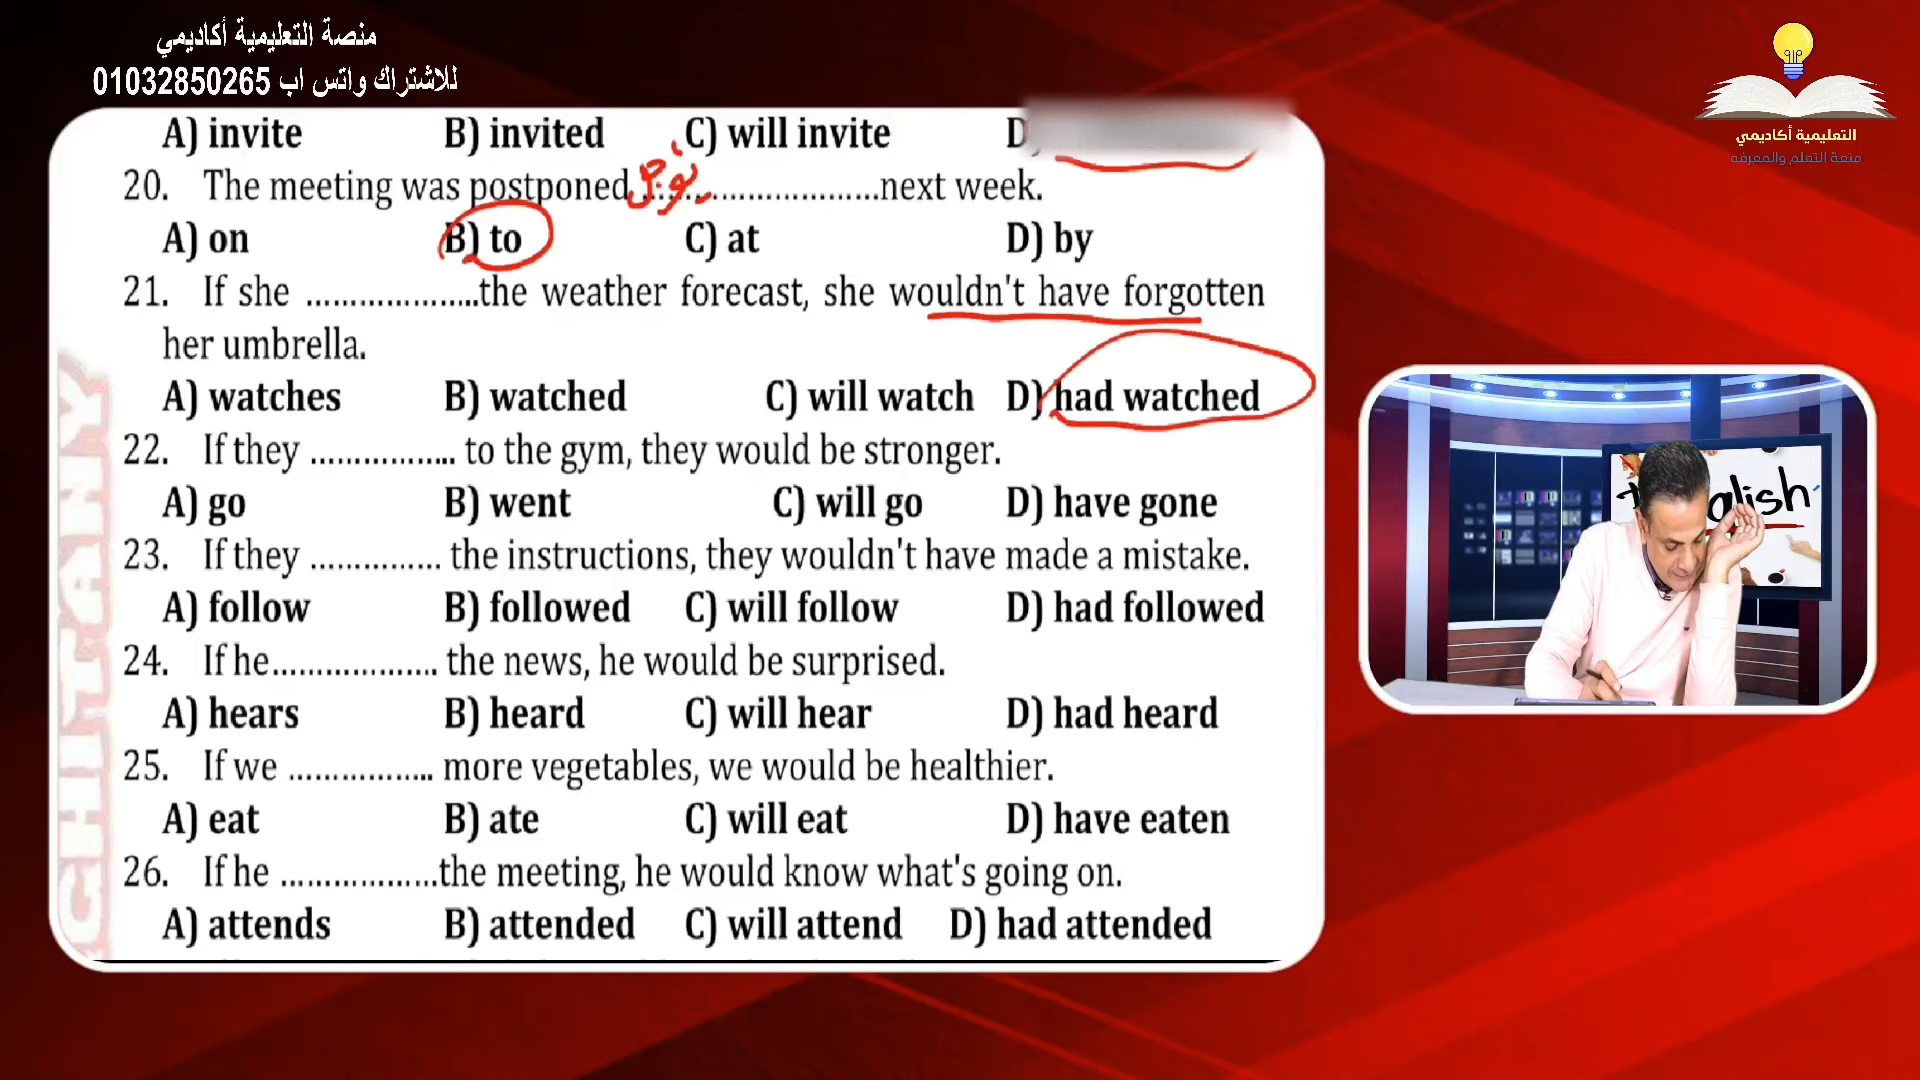 منصة التعليمية أكاديمي
للاشتراك واتس اب 01032850265
A) invite B) invited C) will invite D)
20. The meeting was postponed ........................next week.
A) on B) to C) at D) by
21. If she ....................the weather forecast, she wouldn't have forgotten
her umbrella.
A) watches B) watched C) will watch D) had watched
22. If they ................. to the gym, they would be stronger.
A) go B) went C) will go D) have gone
23. If they ............... the instructions, they wouldn't have made a mistake.
A) follow B) followed C) will follow D) had followed
24. If he................... the news, he would be surprised.
A) hears B) heard C) will hear D) had heard
25. If we ................. more vegetables, we would be healthier.
A) eat B) ate C) will eat D) have eaten
26. If he ..................the meeting, he would know what's going on.
A) attends B) attended C) will attend D) had attended
GHITANY
التعليمية أكاديمي
متعة التعلم والمعرفه